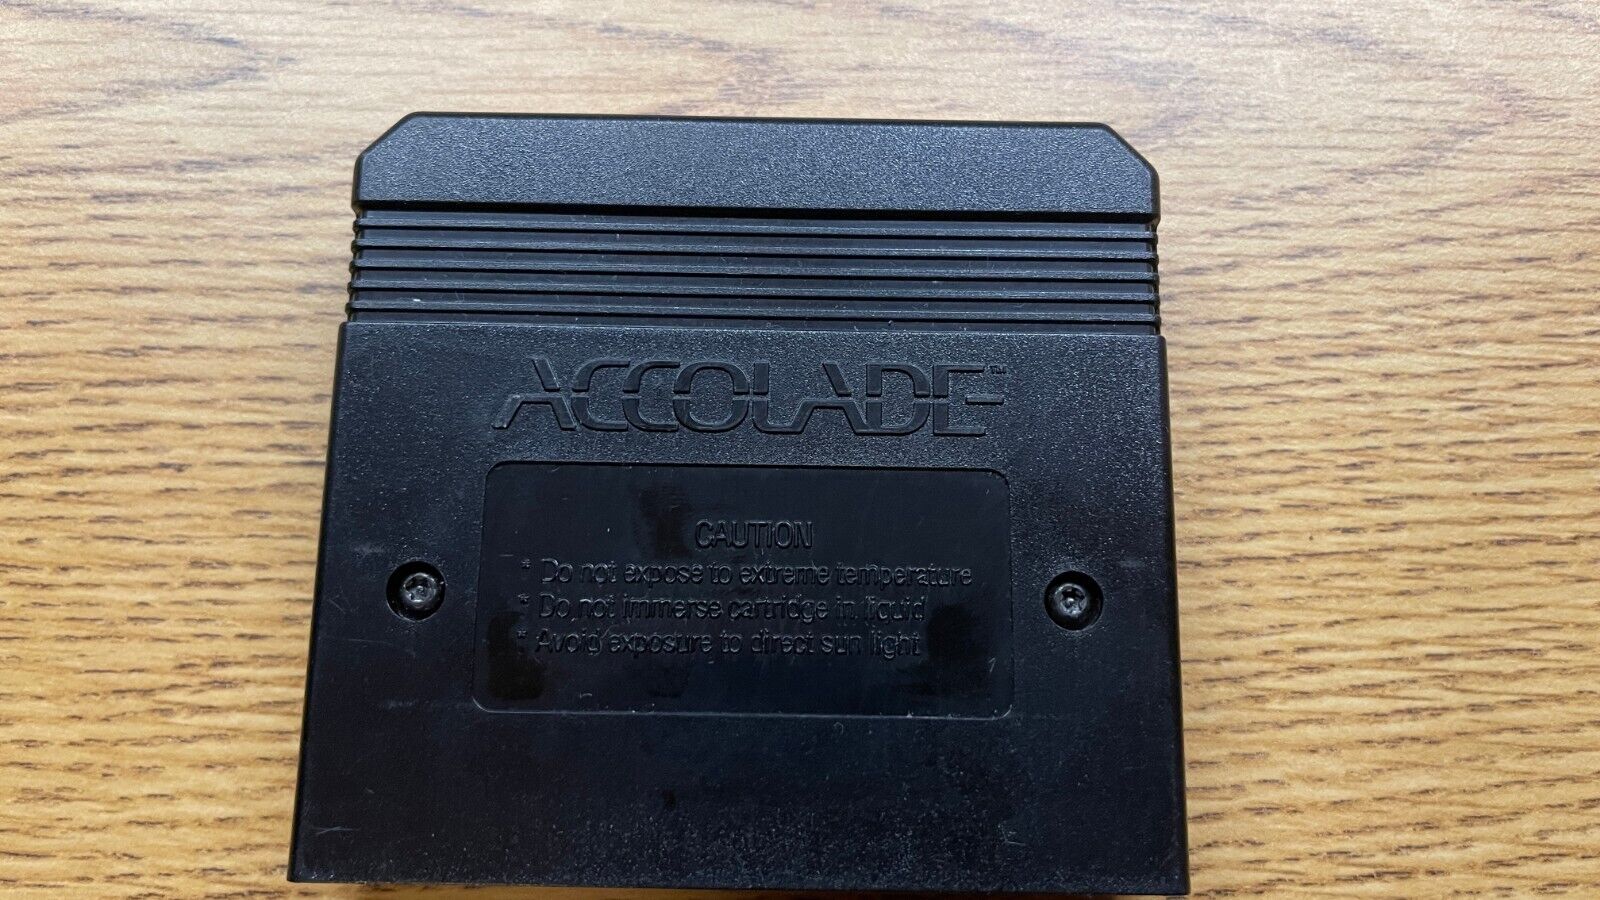 ACCOLADE™
CAUTION
* Do not expose to extreme temperature
* Do not immerse cartridge in liquid
* Avoid exposure to direct sun light